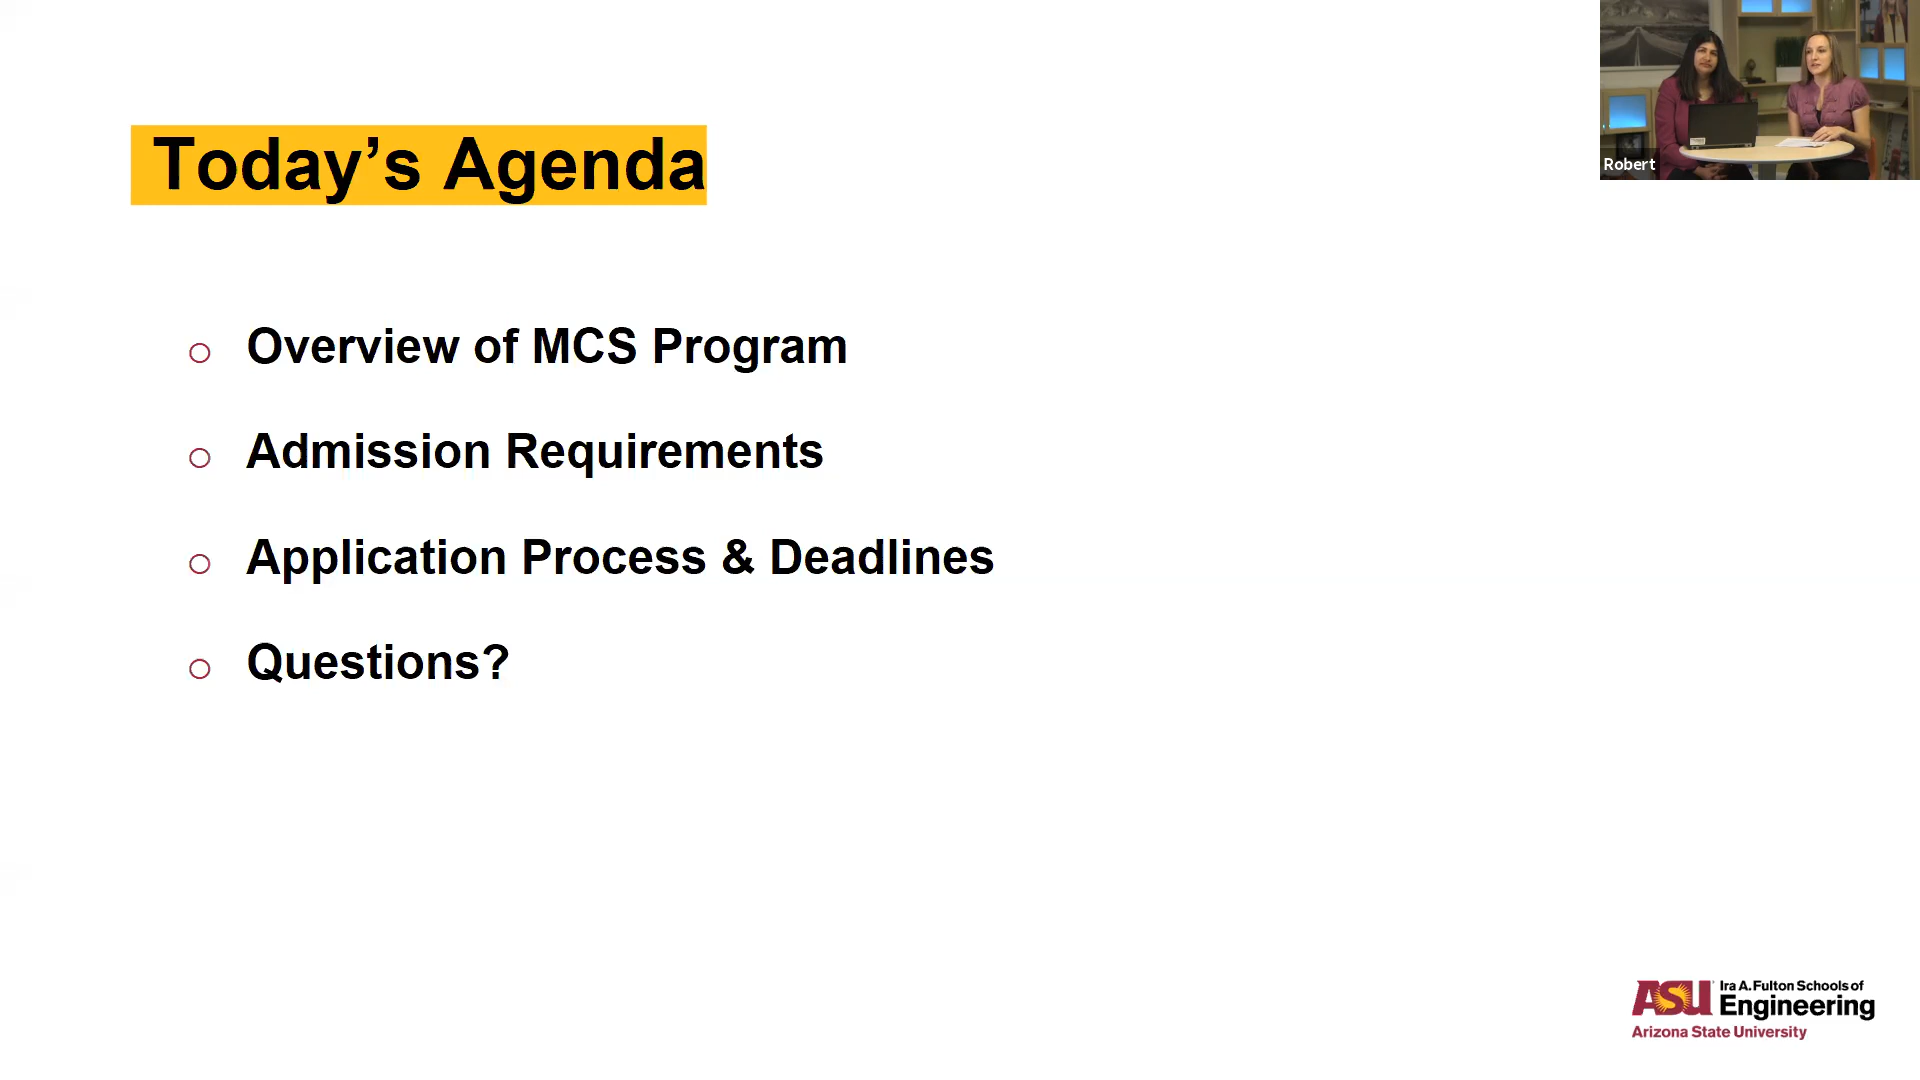 Today’s Agenda
Robert
o Overview of MCS Program
o Admission Requirements
o Application Process & Deadlines
o Questions?
ASU Ira A. Fulton Schools of
Engineering
Arizona State University